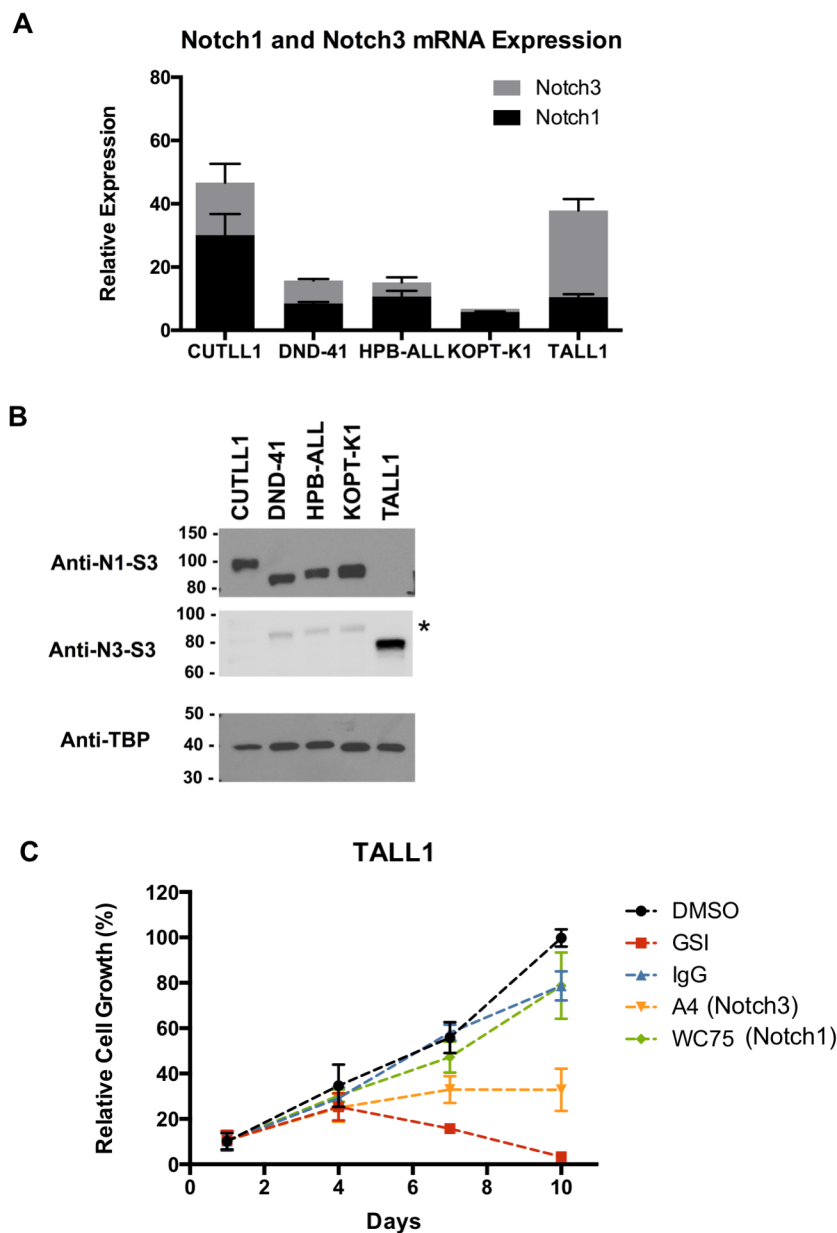 A
Notch1 and Notch3 mRNA Expression
80
60
40
20
0
Relative Expression
Notch3
Notch1
CUTLL1 DND-41 HPB-ALL KOPT-K1 TALL1
B
CUTLL1
DND-41
HPB-ALL
KOPT-K1
TALL1
Anti-N1-S3
150 -
100 -
80 -
Anti-N3-S3
100 -
80 -
60 -
*
Anti-TBP
50 -
40 -
30 -
C
TALL1
120
100
80
60
40
20
0
Relative Cell Growth (%)
0 2 4 6 8 10
Days
DMSO
GSI
IgG
A4 (Notch3)
WC75 (Notch1)